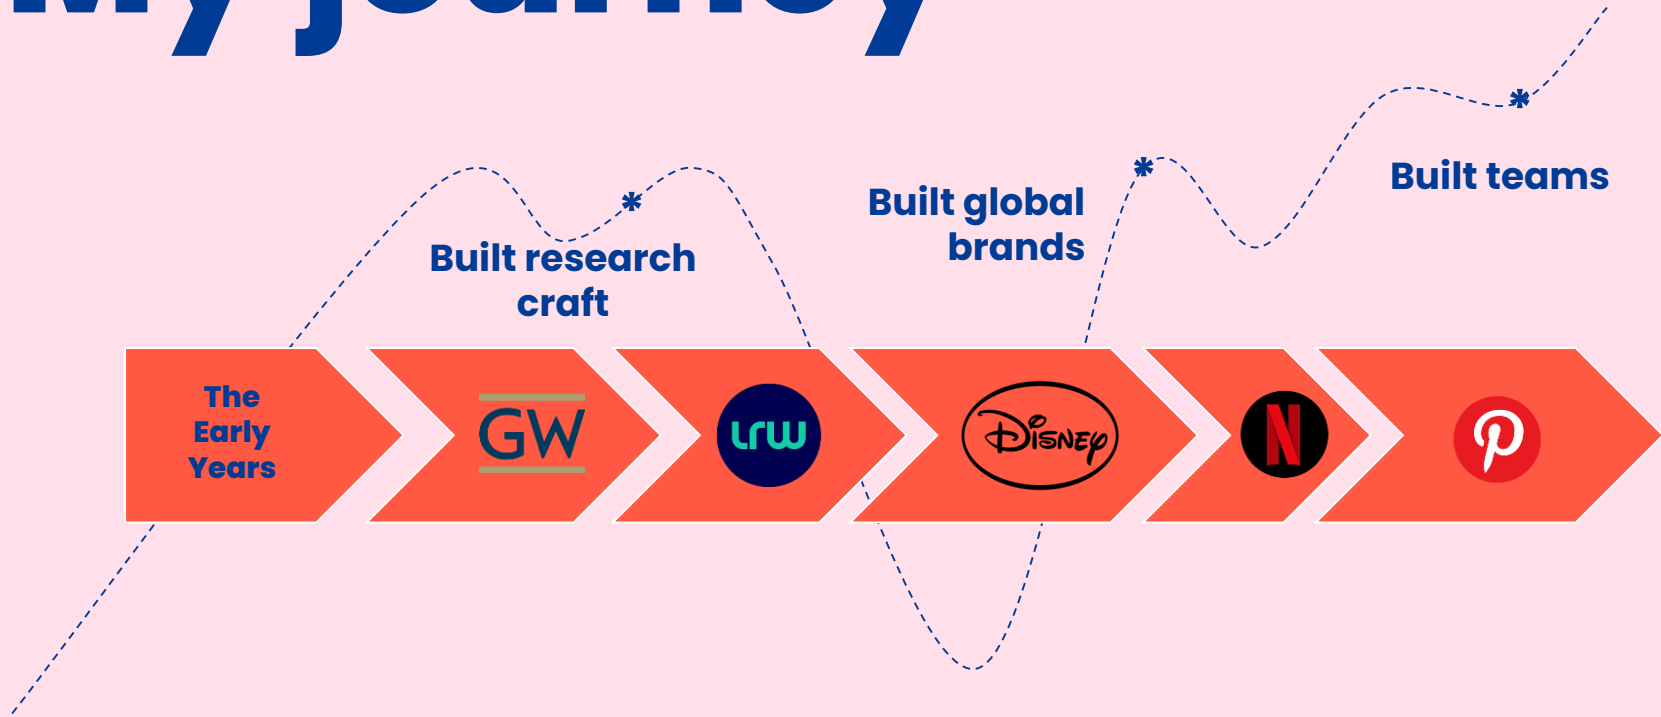 My journey
Built research
craft
Built global
brands
Built teams
The
Early
Years
GW
lrw
Disney
N
P